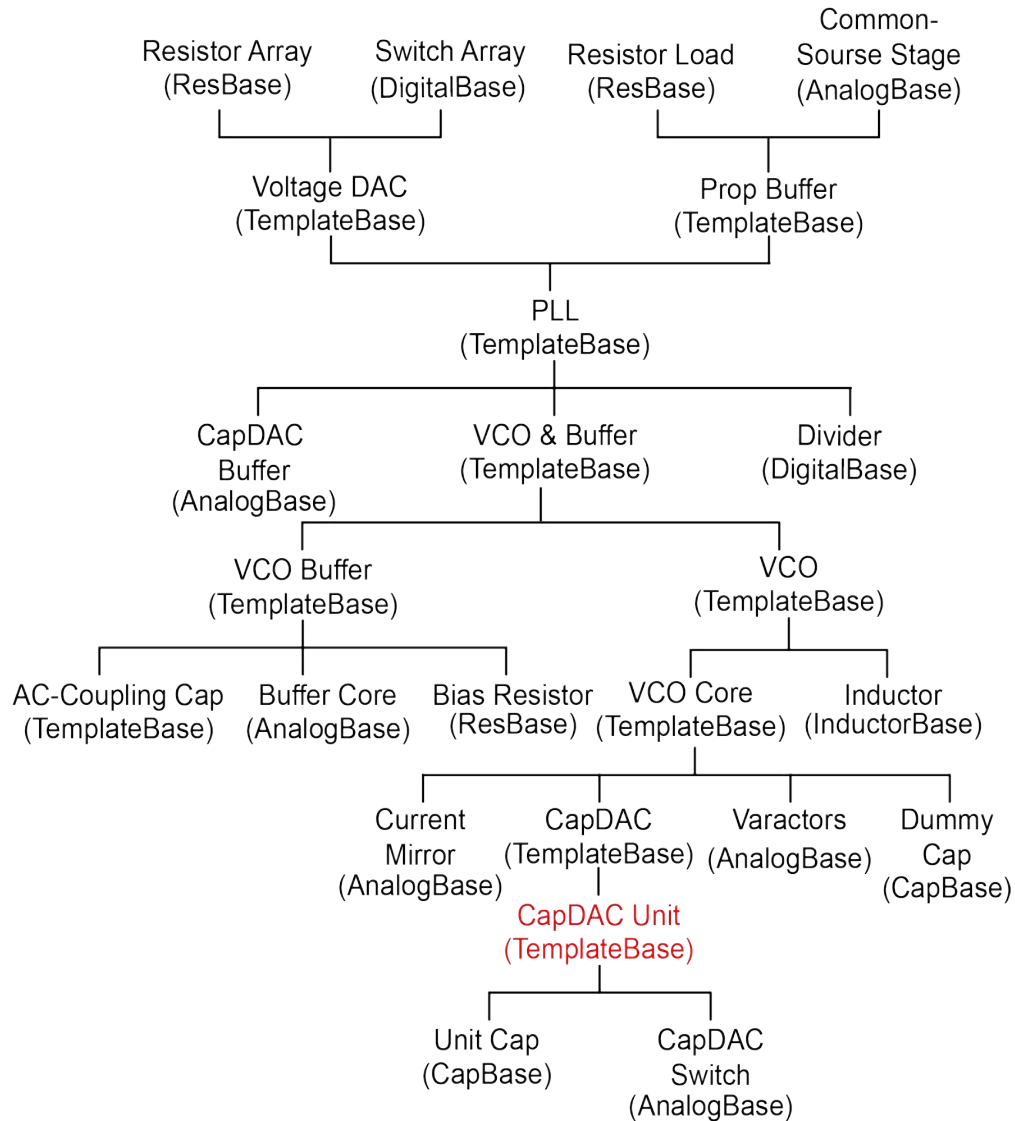 Resistor Array
(ResBase)
Switch Array
(DigitalBase)
Resistor Load
(ResBase)
Common-
Sourse Stage
(AnalogBase)
Voltage DAC
(TemplateBase)
Prop Buffer
(TemplateBase)
PLL
(TemplateBase)
CapDAC
Buffer
(AnalogBase)
VCO & Buffer
(TemplateBase)
Divider
(DigitalBase)
VCO Buffer
(TemplateBase)
VCO
(TemplateBase)
AC-Coupling Cap
(TemplateBase)
Buffer Core
(AnalogBase)
Bias Resistor
(ResBase)
VCO Core
(TemplateBase)
Inductor
(InductorBase)
Current
Mirror
(AnalogBase)
CapDAC
(TemplateBase)
Varactors
(AnalogBase)
Dummy
Cap
(CapBase)
CapDAC Unit
(TemplateBase)
Unit Cap
(CapBase)
CapDAC
Switch
(AnalogBase)